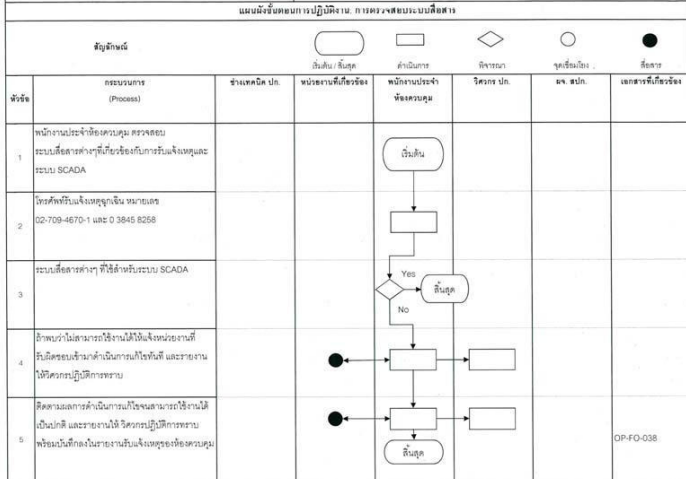 แผนผังขั้นตอนการปฏิบัติงาน: การตรวจสอบระบบสื่อสาร
สัญลักษณ์
เริ่มต้น / สิ้นสุด
ดำเนินการ
พิจารณา
จุดเชื่อมโยง
สื่อสาร
หัวข้อ
กระบวนการ
(Process)
ช่างเทคนิค ปก.
หน่วยงานที่เกี่ยวข้อง
พนักงานประจำ
ห้องควบคุม
วิศวกร ปก.
ผจ. สปก.
เอกสารที่เกี่ยวข้อง
1
พนักงานประจำห้องควบคุม ตรวจสอบ
ระบบสื่อสารต่างๆที่เกี่ยวข้องกับการรับแจ้งเหตุและ
ระบบ SCADA
เริ่มต้น
2
โทรศัพท์รับแจ้งเหตุฉุกเฉิน หมายเลข
02-709-4670-1 และ 0 3845 8258
3
ระบบสื่อสารต่างๆ ที่ใช้สำหรับระบบ SCADA
Yes
สิ้นสุด
No
4
ถ้าพบว่าไม่สามารถใช้งานได้ให้แจ้งหน่วยงานที่
รับผิดชอบเข้ามาดำเนินการแก้ไขทันที และรายงาน
ให้วิศวกรปฏิบัติการทราบ
5
ติดตามผลการดำเนินการแก้ไขจนสามารถใช้งานได้
เป็นปกติ และรายงานให้ วิศวกรปฏิบัติการทราบ
พร้อมบันทึกลงในรายงานรับแจ้งเหตุของห้องควบคุม
สิ้นสุด
OP-FO-038